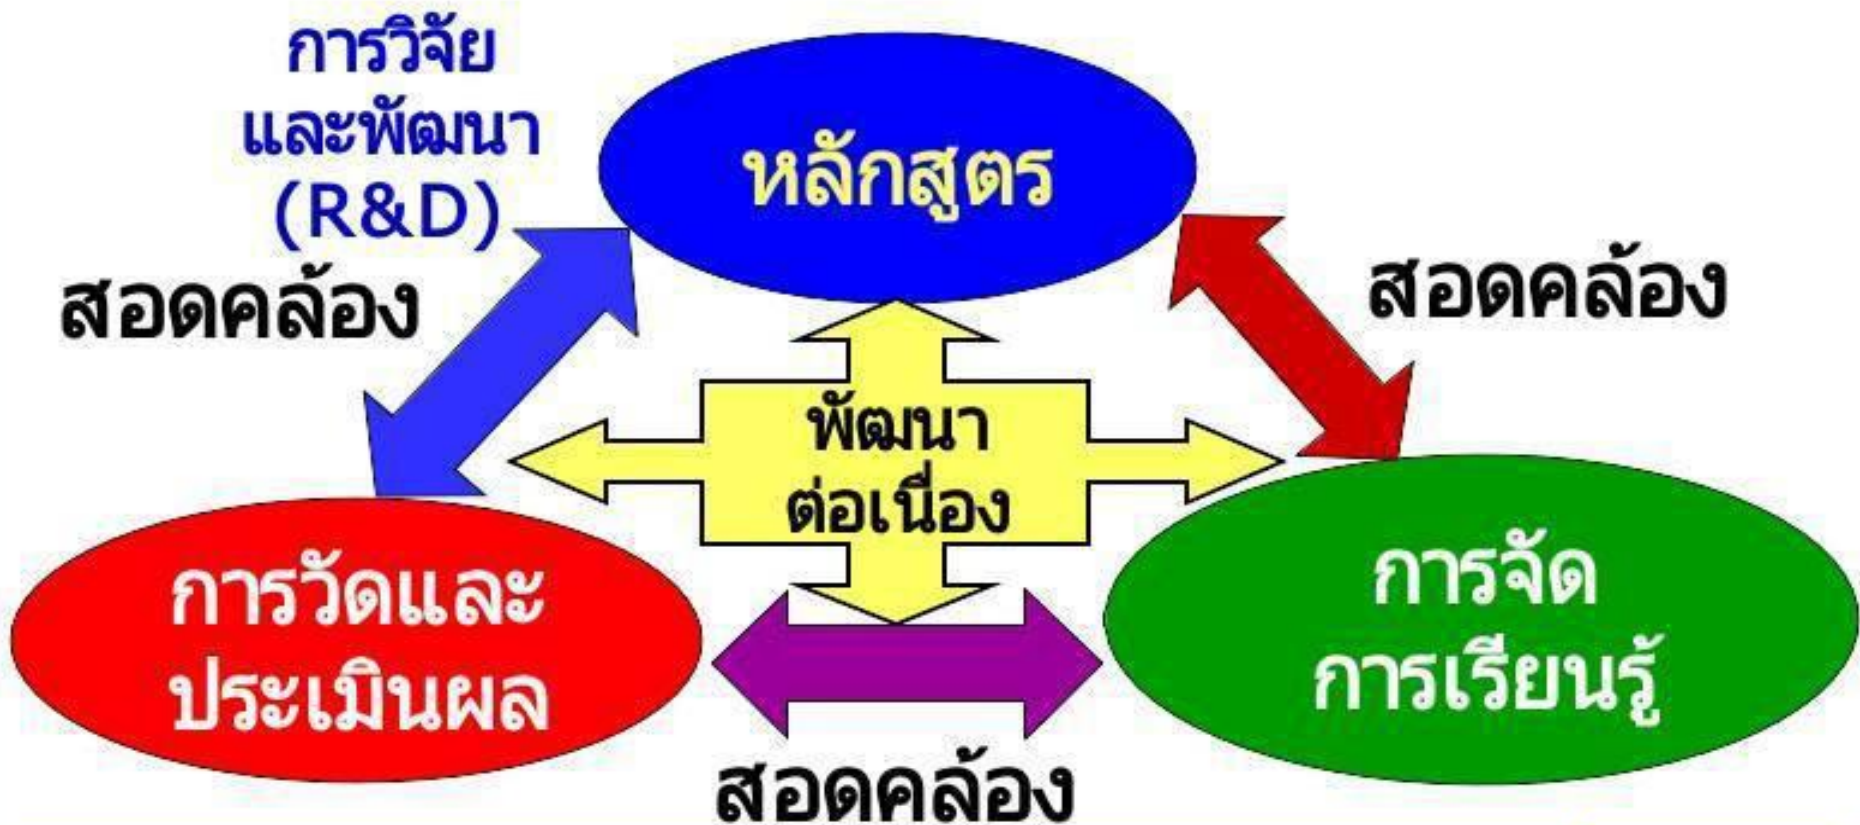 การวิจัย
และพัฒนา
(R&D)
หลักสูตร
สอดคล้อง
สอดคล้อง
พัฒนา
ต่อเนื่อง
การวัดและ
ประเมินผล
การจัด
การเรียนรู้
สอดคล้อง